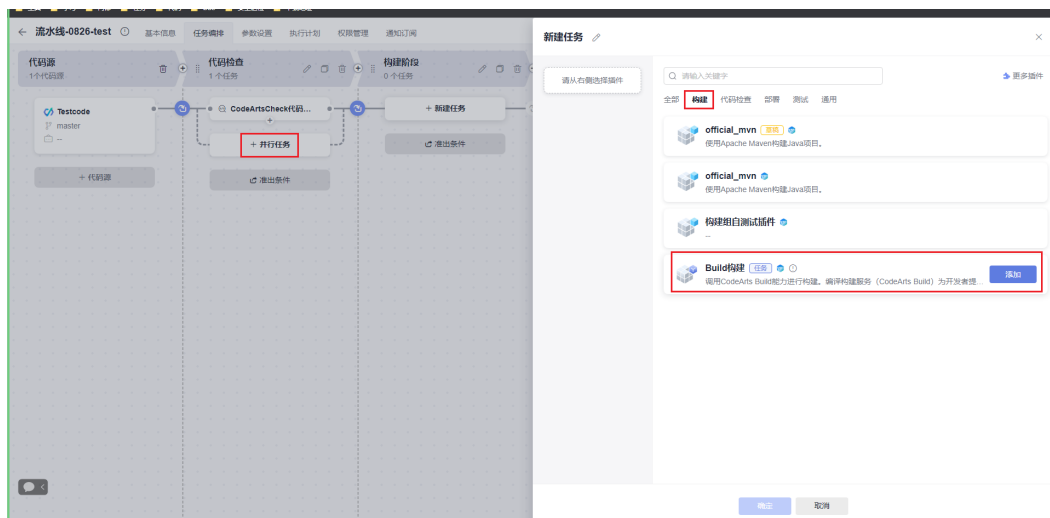 流水线-0826-test 基本信息 任务编排 参数设置 执行计划 权限管理 通知订阅
代码源
1个代码源
代码检查
1 个任务
构建阶段
0 个任务
Testcode
master
--
+ 代码源
CodeArtsCheck代码...
+ 并行任务
准出条件
+ 新建任务
准出条件
新建任务
请从右侧选择插件
请输入关键字
更多插件
全部 构建 代码检查 部署 测试 通用
official_mvn 草稿
使用Apache Maven构建Java项目。
official_mvn
使用Apache Maven构建Java项目。
构建组自测试插件
--
Build构建 任务
调用CodeArts Build能力进行构建。编译构建服务（CodeArts Build）为开发者提...
添加
确定 取消